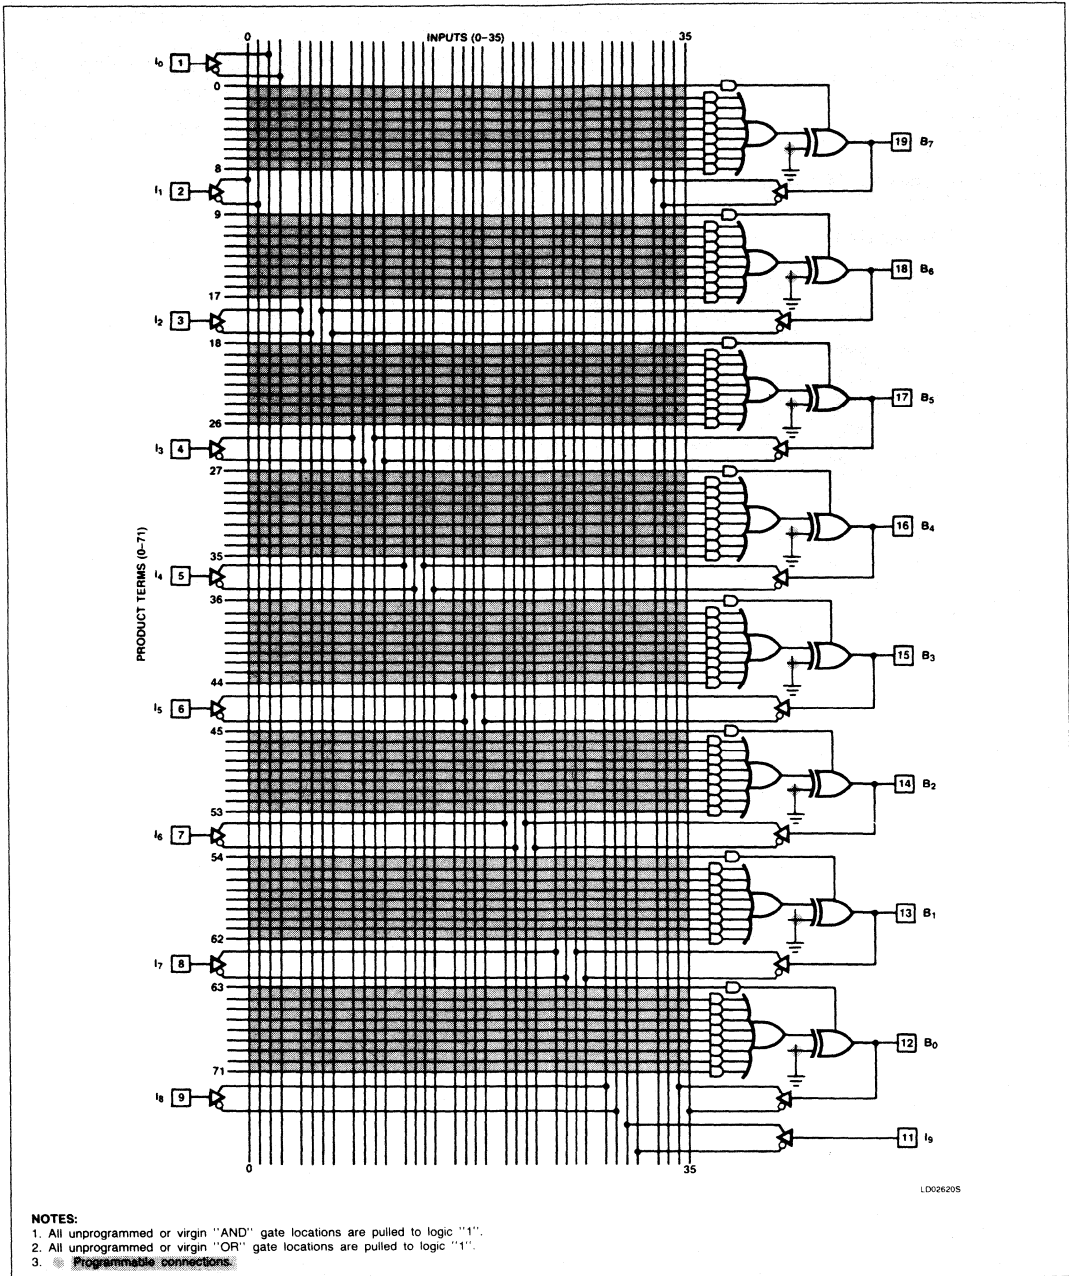 0 INPUTS (0–35) 35
I0 1
0
19 B7
8
I1 2
9
18 B6
17
I2 3
18
17 B5
26
I3 4
27
16 B4
PRODUCT TERMS (0–71)
35
I4 5
36
15 B3
44
I5 6
45
14 B2
53
I6 7
54
13 B1
62
I7 8
63
12 B0
71
I8 9
11 I9
0 35
LD02620S
NOTES:
1. All unprogrammed or virgin "AND" gate locations are pulled to logic "1".
2. All unprogrammed or virgin "OR" gate locations are pulled to logic "1".
3. Programmable connections.